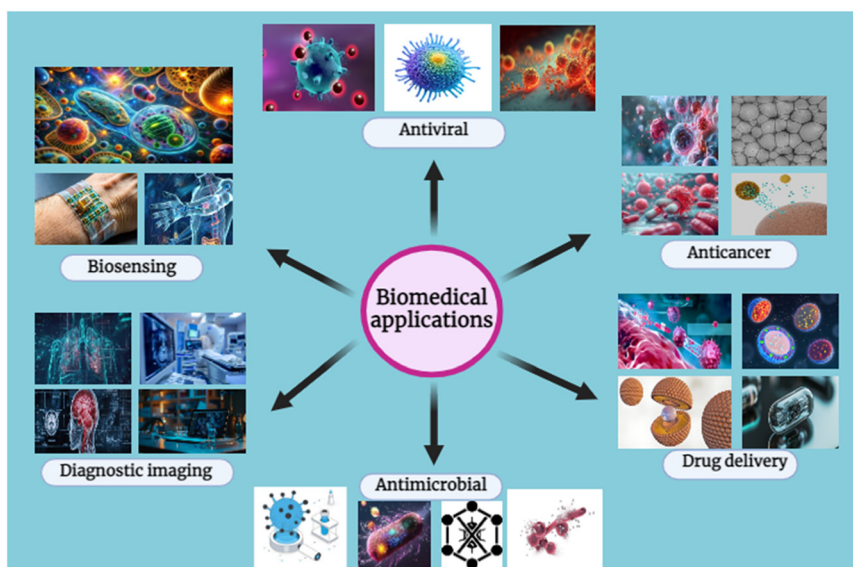 Antiviral
Biosensing
Anticancer
Biomedical
applications
Diagnostic imaging
Drug delivery
Antimicrobial